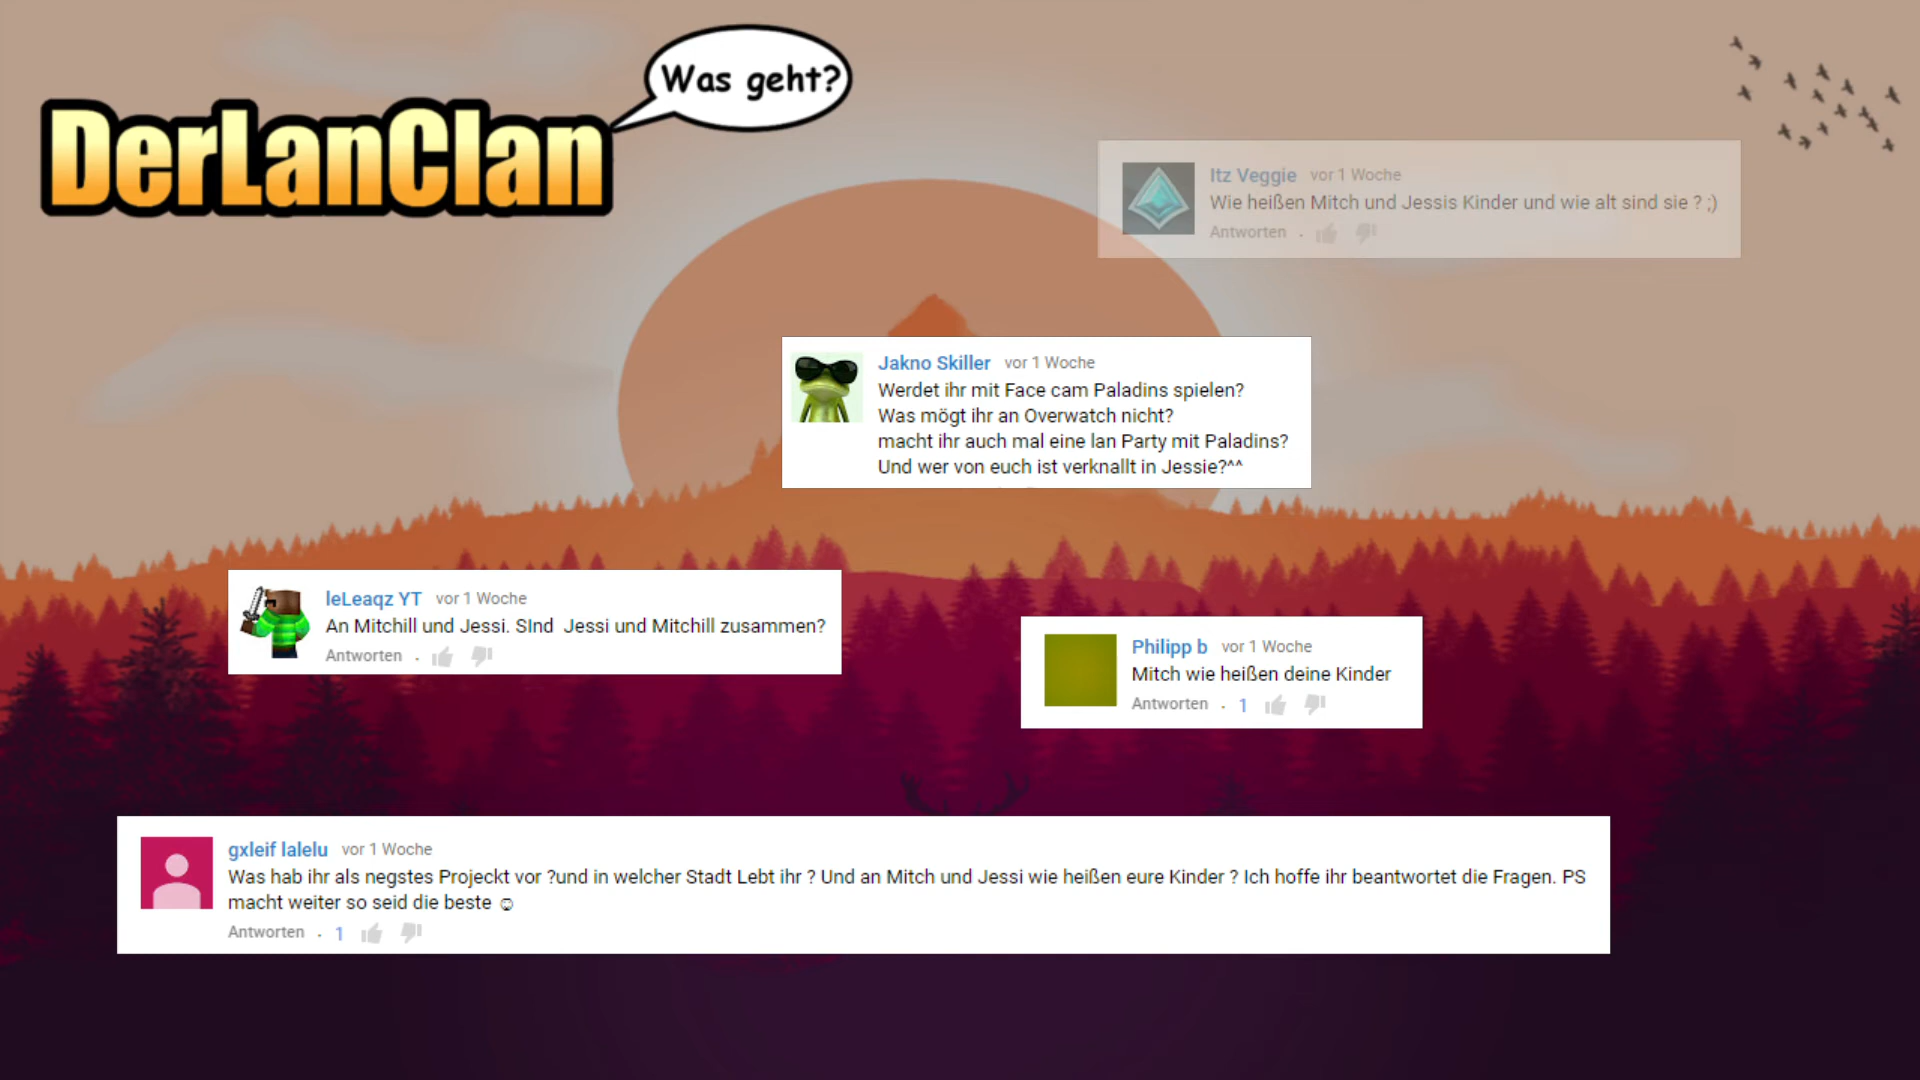 Was geht?
DerLanClan
Itz Veggie vor 1 Woche
Wie heißen Mitch und Jessis Kinder und wie alt sind sie ? ;)
Antworten
Jakno Skiller vor 1 Woche
Werdet ihr mit Face cam Paladins spielen?
Was mögt ihr an Overwatch nicht?
macht ihr auch mal eine lan Party mit Paladins?
Und wer von euch ist verknallt in Jessie?^^
leLeaqz YT vor 1 Woche
An Mitchill und Jessi. SInd Jessi und Mitchill zusammen?
Antworten
Philipp b vor 1 Woche
Mitch wie heißen deine Kinder
Antworten · 1
gxleif lalelu vor 1 Woche
Was hab ihr als negstes Projeckt vor ?und in welcher Stadt Lebt ihr ? Und an Mitch und Jessi wie heißen eure Kinder ? Ich hoffe ihr beantwortet die Fragen. PS
macht weiter so seid die beste ☺
Antworten · 1